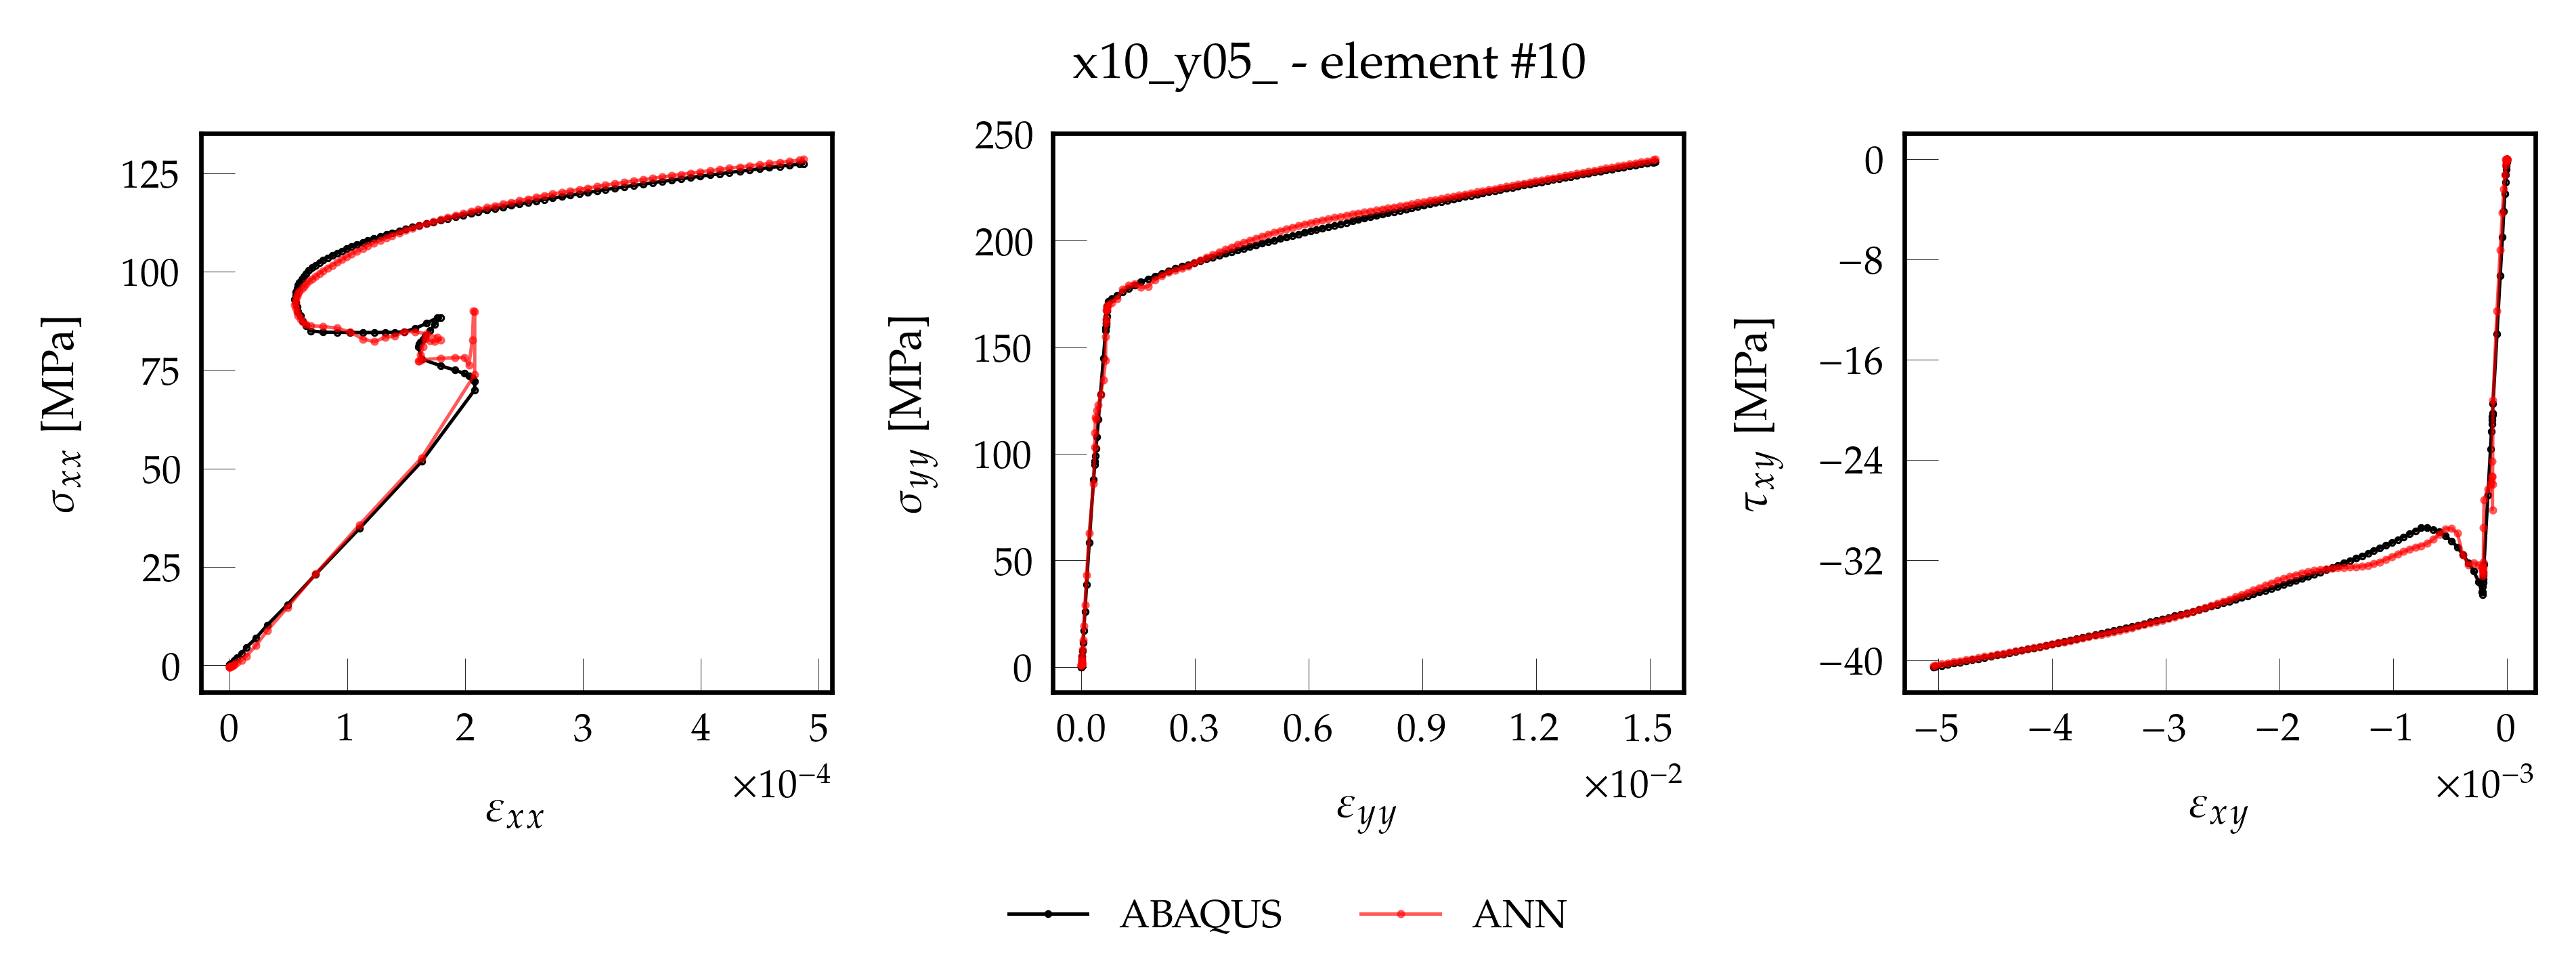 x10_y05_ - element #10
σxx [MPa]
125
100
75
50
25
0
0 1 2 3 4 5
×10⁻⁴
εxx
σyy [MPa]
250
200
150
100
50
0
0.0 0.3 0.6 0.9 1.2 1.5
×10⁻²
εyy
τxy [MPa]
0
−8
−16
−24
−32
−40
−5 −4 −3 −2 −1 0
×10⁻³
εxy
ABAQUS ANN